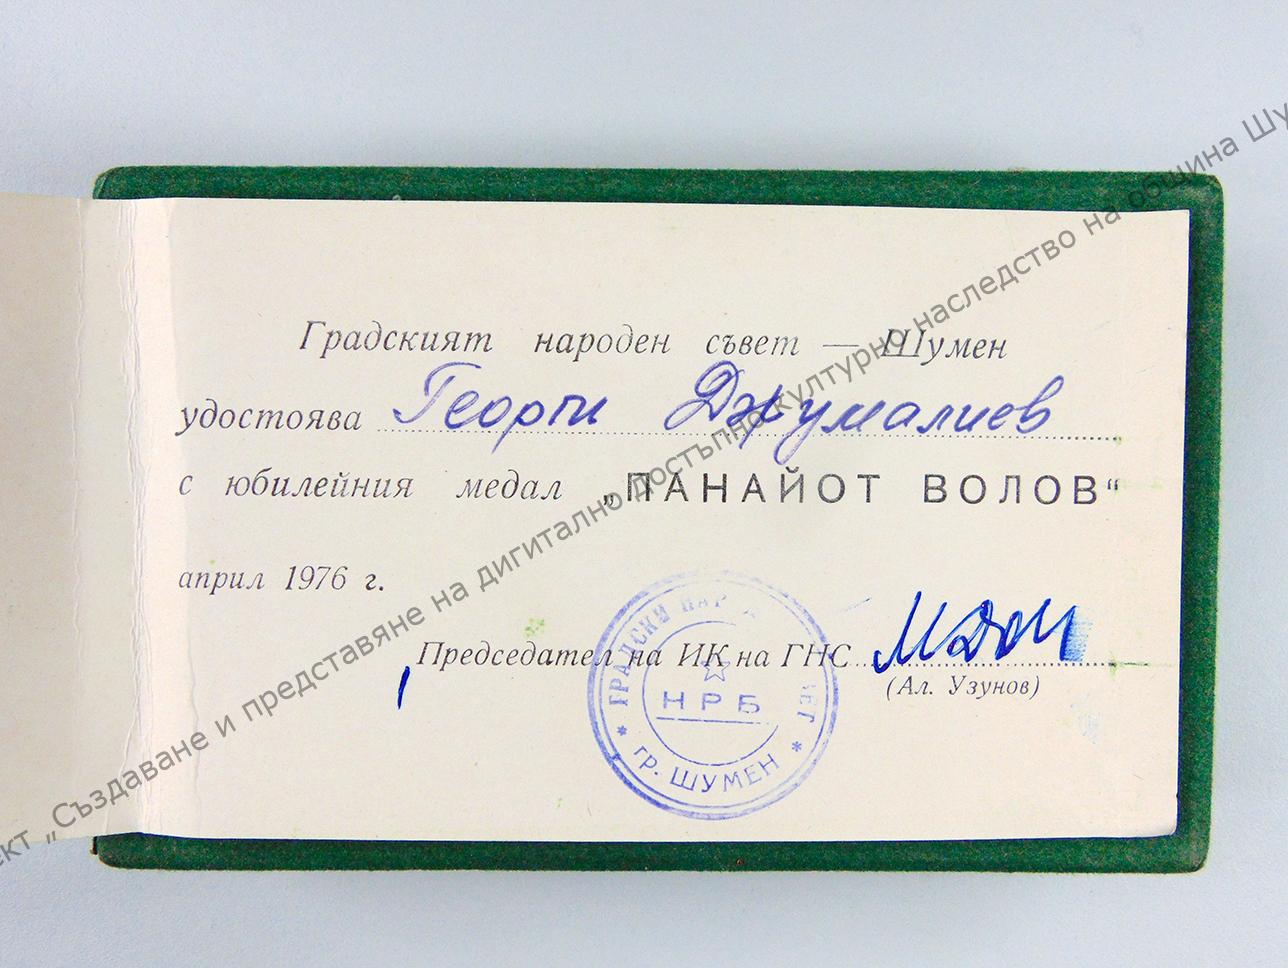 Градският народен съвет — Шумен
удостоява Георги Джумалиев
с юбилейния медал „ПАНАЙОТ ВОЛОВ“
април 1976 г.
Председател на ИК на ГНС
(Ал. Узунов)
* ГРАДСКИ НАР
* ГР. ШУМЕН *
НРБ
„Създаване и представяне на дигитално достъпно културно наследство на община